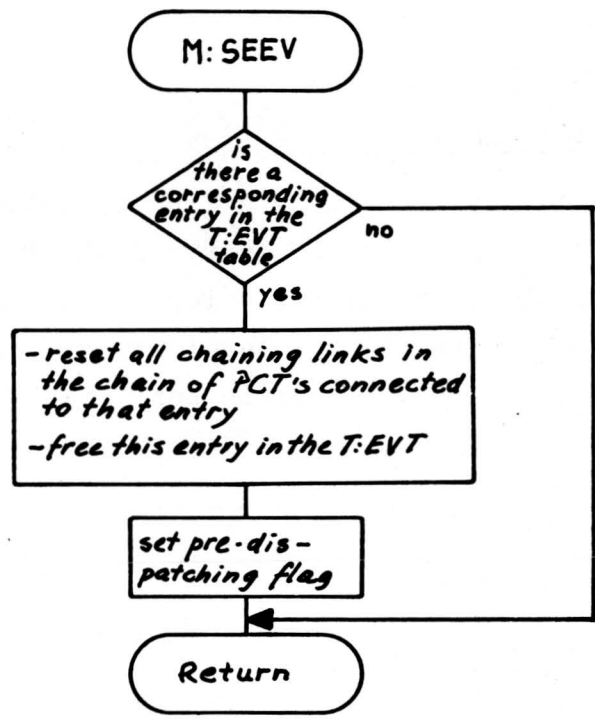 M: SEEV
is
there a
corresponding
entry in the
T:EVT
table
no
yes
- reset all chaining links in
the chain of PCT's connected
to that entry
- free this entry in the T:EVT
set pre-dis-
patching flag
Return